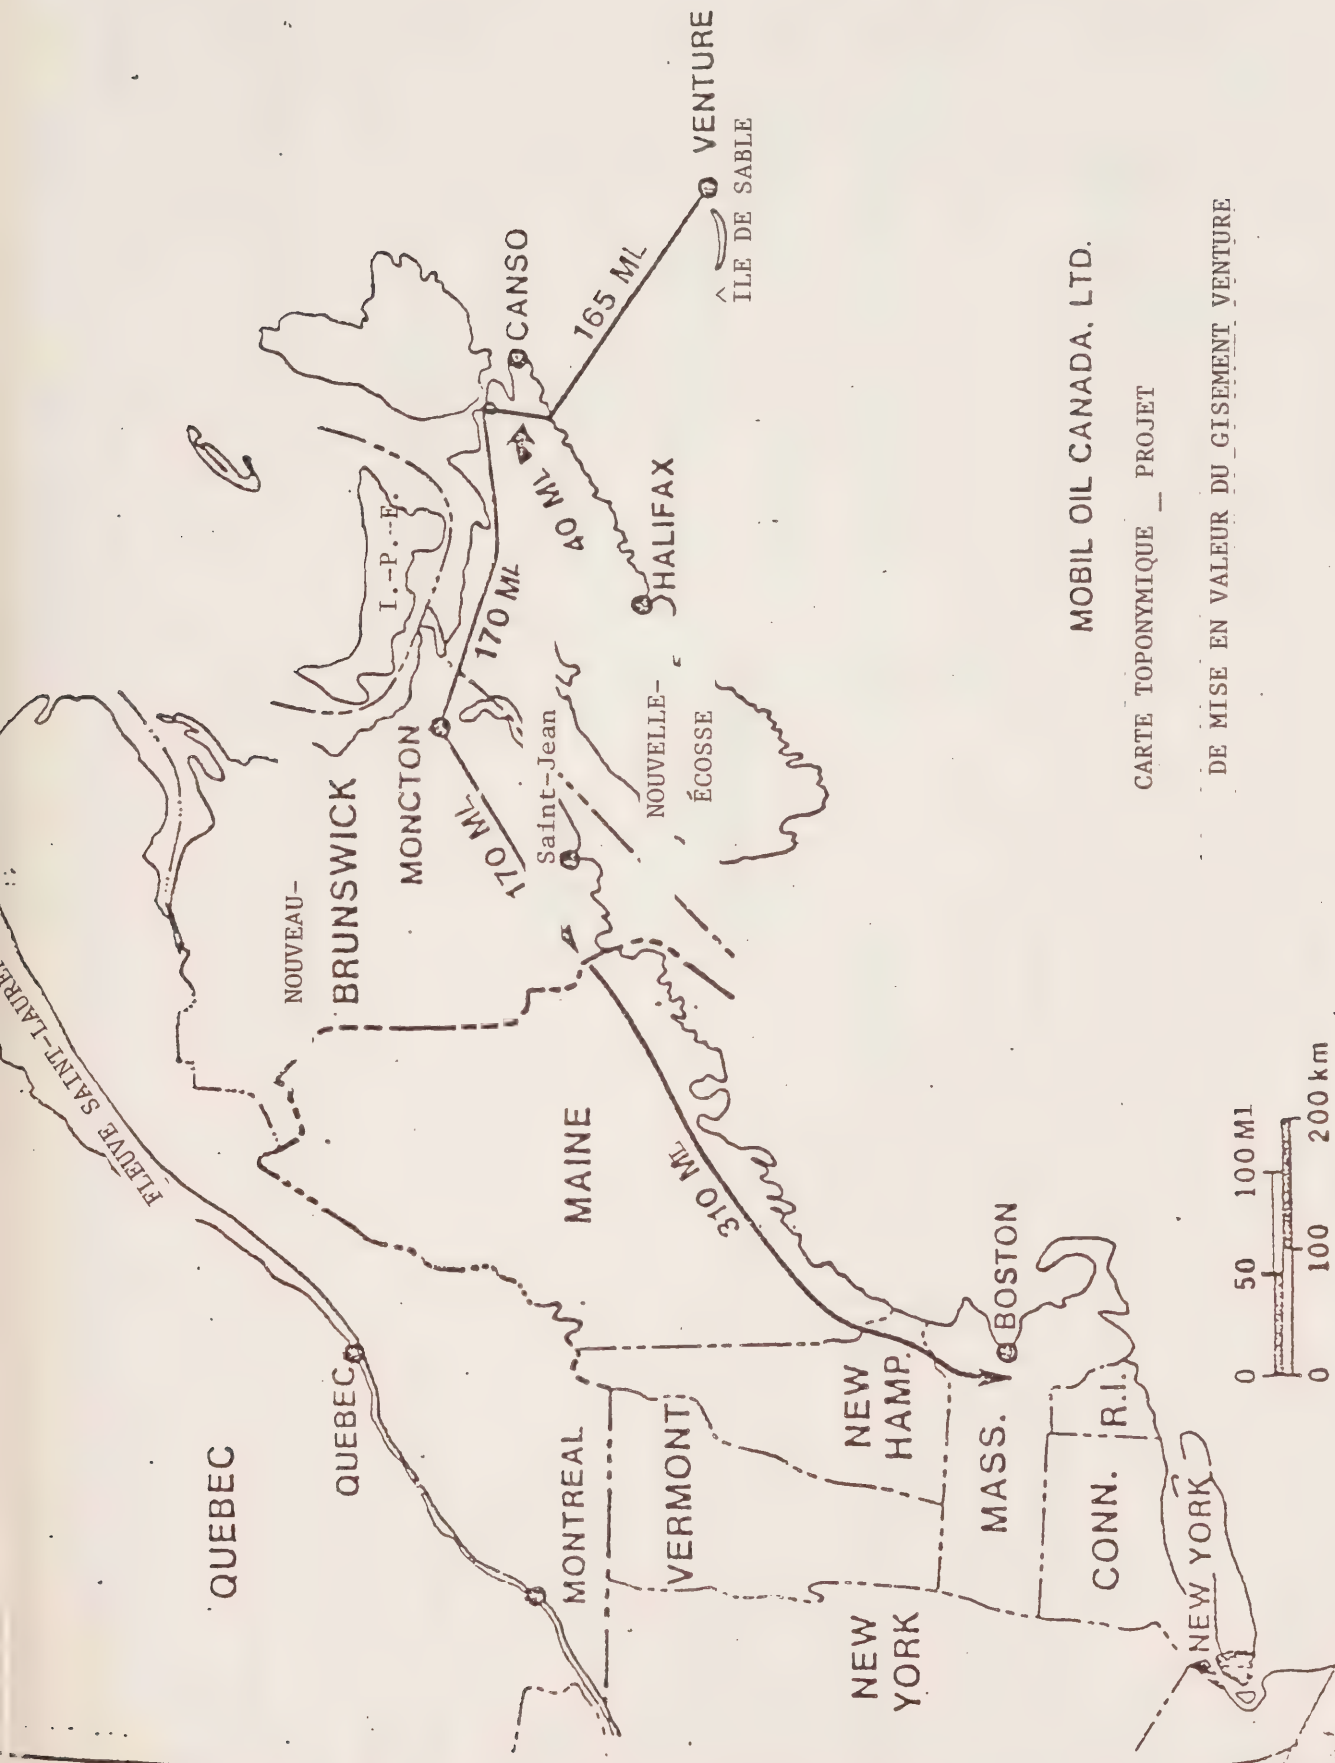 FLEUVE SAINT-LAURE
QUEBEC
QUEBEC
MONTREAL
NOUVEAU-
BRUNSWICK
MONCTON
170 MI.
Saint-Jean
I.-P.-E.
170 MI.
40 MI.
CANSO
165 MI.
VENTURE
ÎLE DE SABLE
HALIFAX
NOUVELLE-
ÉCOSSE
MAINE
310 MI.
VERMONT
NEW
HAMP.
NEW
YORK
MASS.
BOSTON
CONN.
R.I.
NEW YORK
0 50 100 MI
0 100 200 km
MOBIL OIL CANADA, LTD.
CARTE TOPONYMIQUE _ PROJET
DE MISE EN VALEUR DU GISEMENT VENTURE